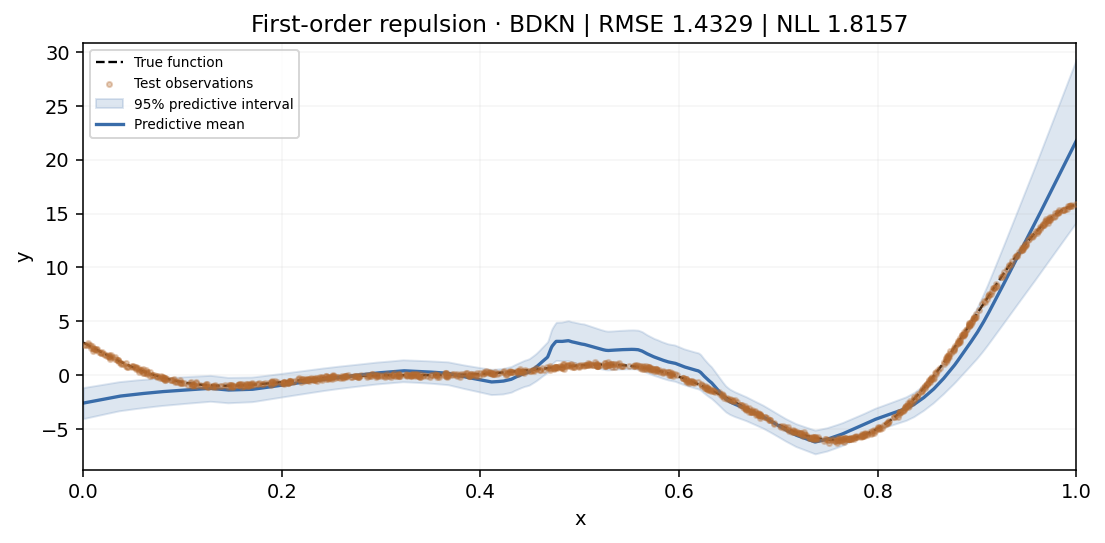 First-order repulsion · BDKN | RMSE 1.4329 | NLL 1.8157
True function
Test observations
95% predictive interval
Predictive mean
y
30
25
20
15
10
5
0
−5
0.0 0.2 0.4 0.6 0.8 1.0
x